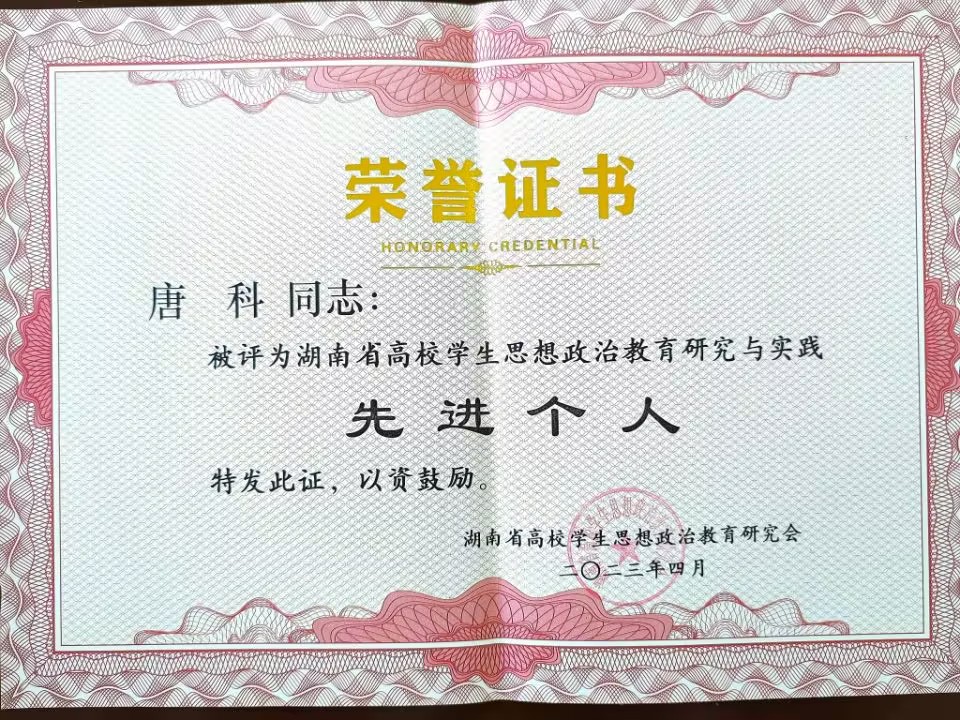 荣誉证书
HONORARY CREDENTIAL
唐 科 同志：
被评为湖南省高校学生思想政治教育研究与实践
先进个人
特发此证，以资鼓励。
湖南省高校学生思想政治教育研究会
二〇二三年四月